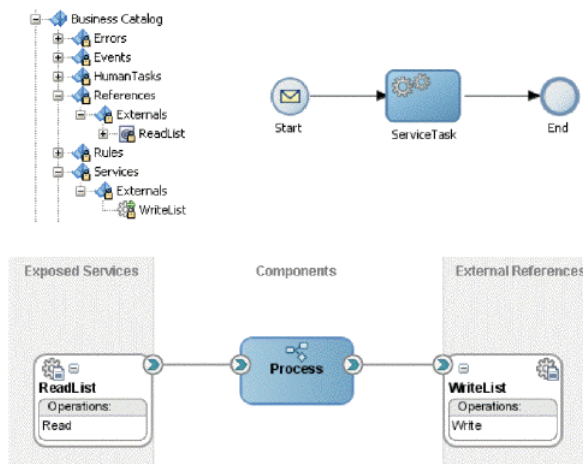 Business Catalog
Errors
Events
HumanTasks
References
Externals
ReadList
Rules
Services
Externals
WriteList
Start
ServiceTask
End
Exposed Services
Components
External References
ReadList
Operations:
Read
Process
WriteList
Operations:
Write